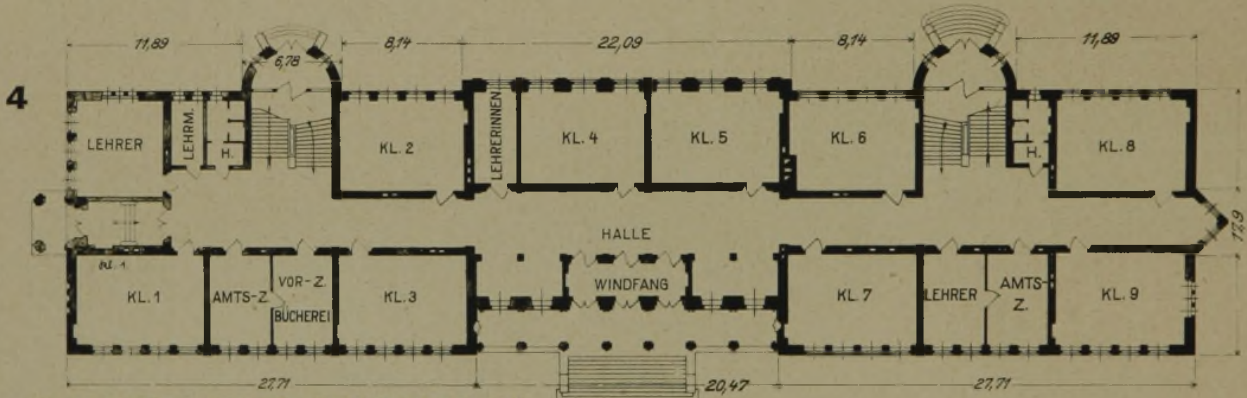 11,89 8,14 22,09 8,14 11,89
6,78
4
LEHRER
LEHRM.
H.
KL. 2
LEHRERINNEN.
KL. 4
KL. 5
KL. 6
H.
KL. 8
17,9
HALLE
WINDFANG
KL. 1
AMTS-Z.
VOR-Z.
BÜCHEREI
KL. 3
KL. 7
LEHRER
AMTS-
Z.
KL. 9
27,71 20,47 27,71